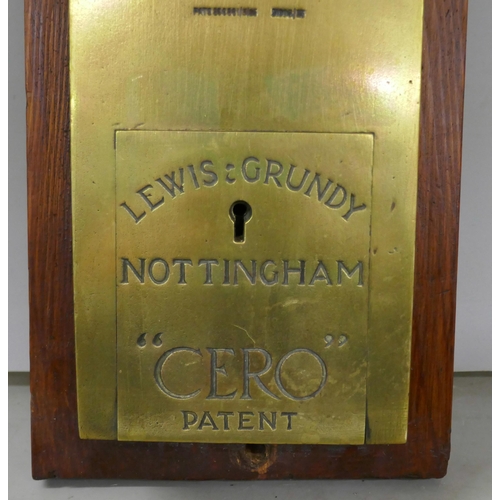 LEWIS : GRUNDY
NOTTINGHAM
"CERO"
PATENT